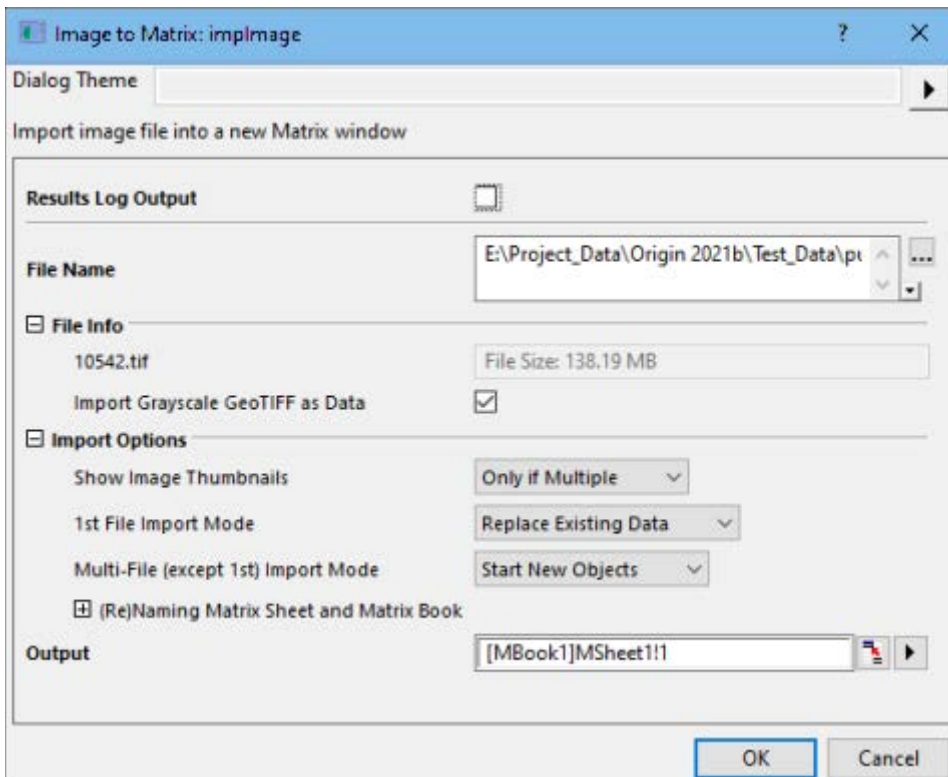 Image to Matrix: impImage ?
Dialog Theme
Import image file into a new Matrix window
Results Log Output
File Name E:\Project_Data\Origin 2021b\Test_Data\pu ...
File Info
10542.tif File Size: 138.19 MB
Import Grayscale GeoTIFF as Data
Import Options
Show Image Thumbnails Only if Multiple
1st File Import Mode Replace Existing Data
Multi-File (except 1st) Import Mode Start New Objects
(Re)Naming Matrix Sheet and Matrix Book
Output [MBook1]MSheet1!1
OK Cancel